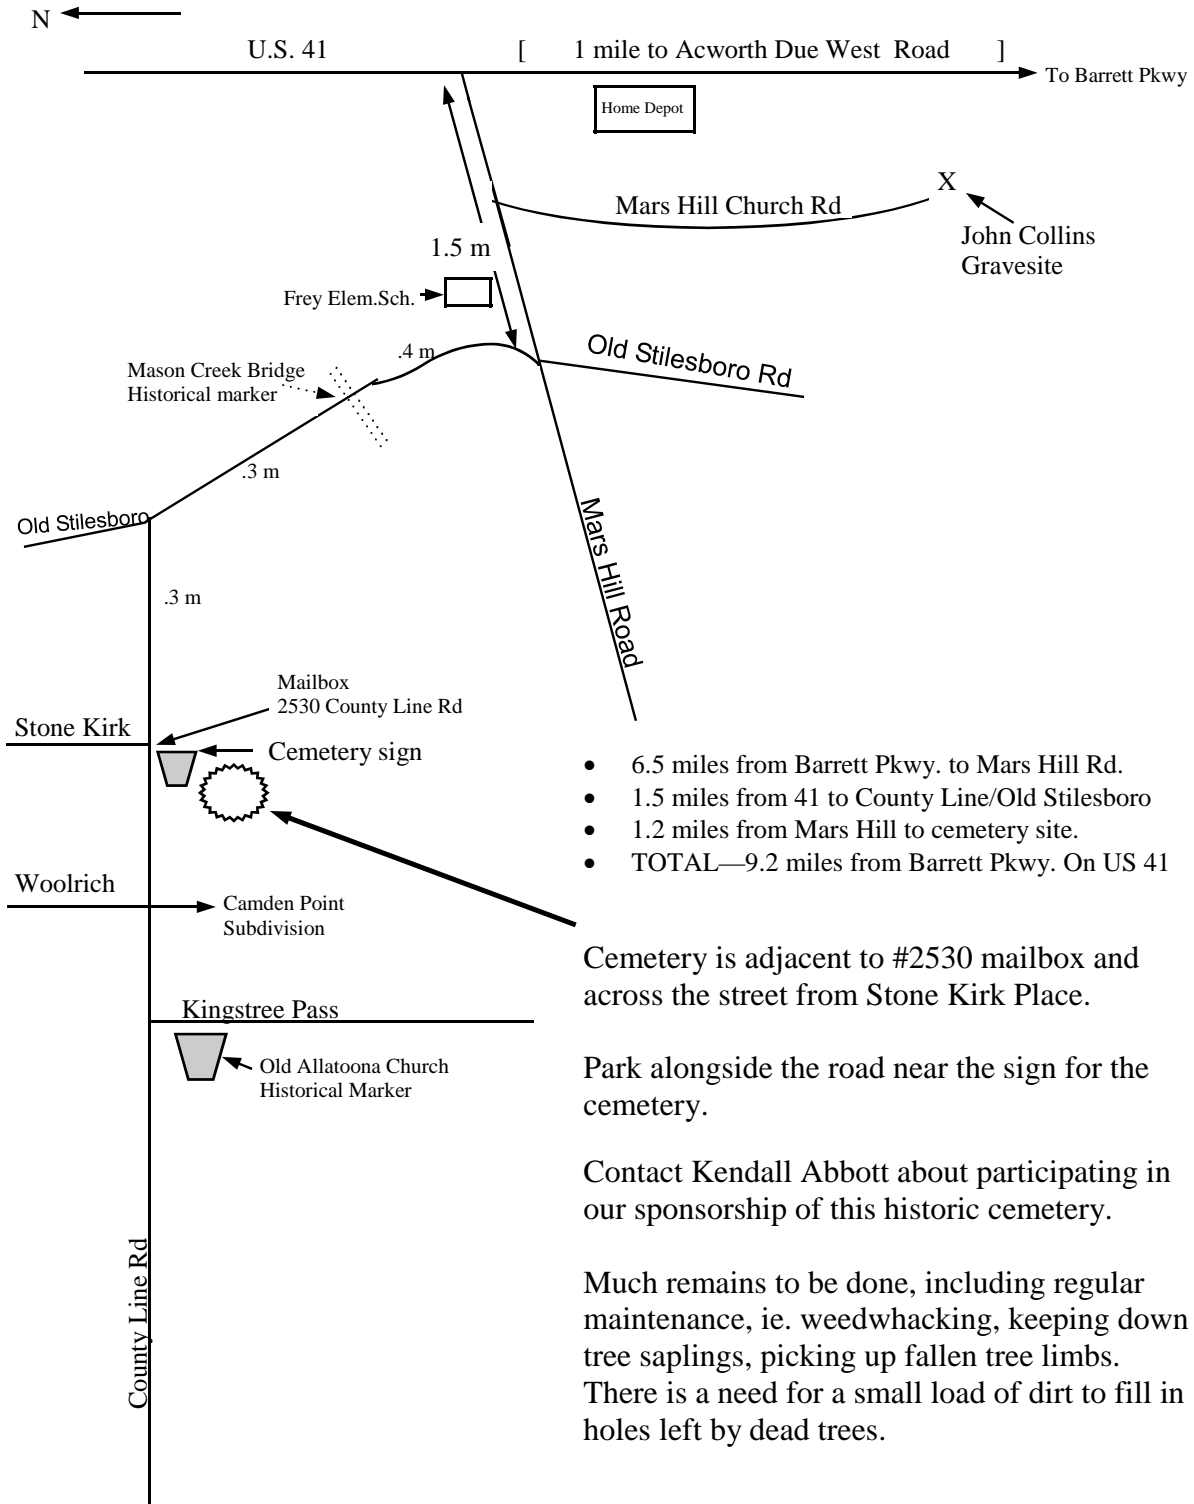 N
U.S. 41 [ 1 mile to Acworth Due West Road ]
To Barrett Pkwy
Home Depot
X
Mars Hill Church Rd
John Collins
Gravesite
1.5 m
Frey Elem.Sch.
Old Stilesboro Rd
.4 m
Mason Creek Bridge
Historical marker
.3 m
Old Stilesboro
Mars Hill Road
.3 m
Mailbox
2530 County Line Rd
Stone Kirk
Cemetery sign
• 6.5 miles from Barrett Pkwy. to Mars Hill Rd.
• 1.5 miles from 41 to County Line/Old Stilesboro
• 1.2 miles from Mars Hill to cemetery site.
• TOTAL—9.2 miles from Barrett Pkwy. On US 41
Woolrich
Camden Point
Subdivision
Cemetery is adjacent to #2530 mailbox and
across the street from Stone Kirk Place.
Kingstree Pass
Old Allatoona Church
Historical Marker
Park alongside the road near the sign for the
cemetery.
Contact Kendall Abbott about participating in
our sponsorship of this historic cemetery.
County Line Rd
Much remains to be done, including regular
maintenance, ie. weedwhacking, keeping down
tree saplings, picking up fallen tree limbs.
There is a need for a small load of dirt to fill in
holes left by dead trees.